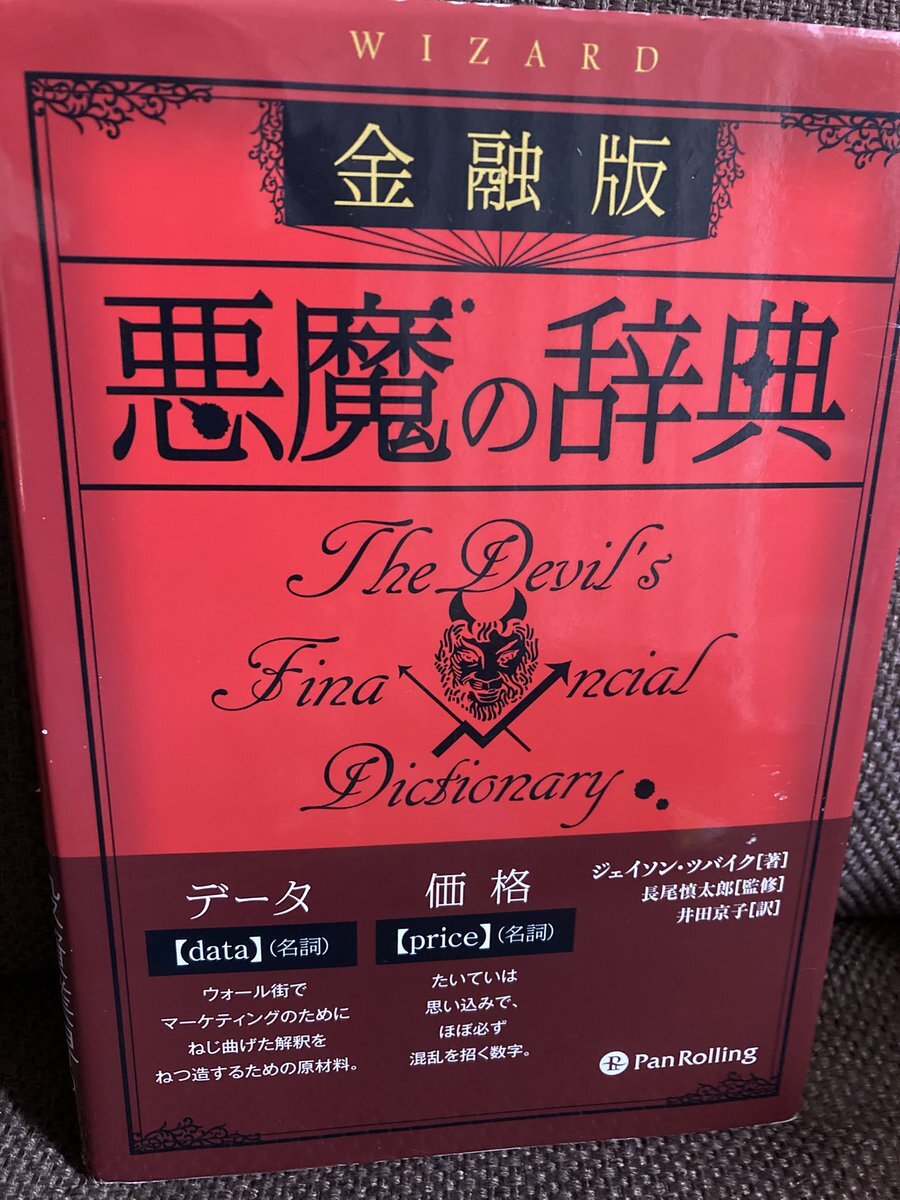 WIZARD
金融版
悪魔の辞典
The Devil's
Financial
Dictionary
ジェイソン・ツバイク[著]
長尾慎太郎[監修]
井田京子[訳]
データ
【data】(名詞)
ウォール街で
マーケティングのために
ねじ曲げた解釈を
ねつ造するための原材料。
価格
【price】(名詞)
たいていは
思い込みで、
ほぼ必ず
混乱を招く数字。
PanRolling